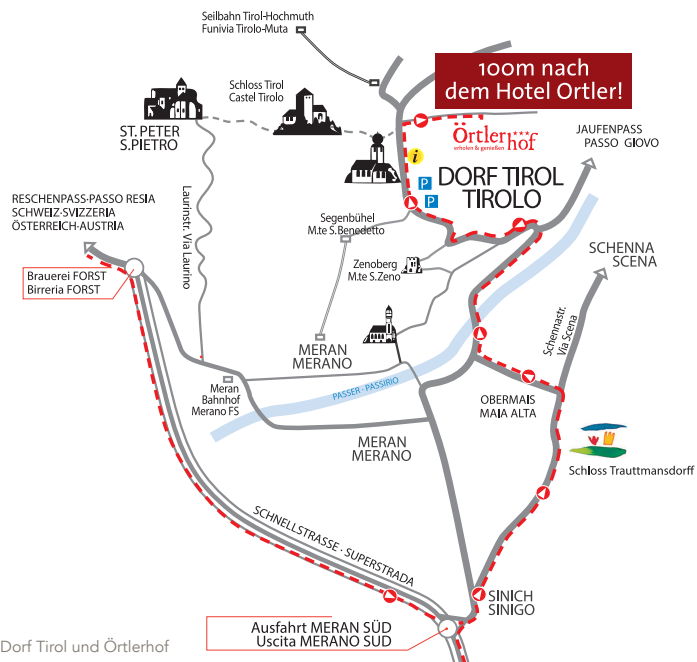 Seilbahn Tirol-Hochmuth
Funivia Tirolo-Muta
100m nach
dem Hotel Ortler!
Schloss Tirol
Castel Tirolo
ST. PETER
S.PIETRO
Örtlerhof***
erholen & genießen
JAUFENPASS
PASSO GIOVO
i
P
P
DORF TIROL
TIROLO
RESCHENPASS·PASSO RESIA
SCHWEIZ·SVIZZERIA
ÖSTERREICH·AUSTRIA
Laurinstr. Via Laurino
Segenbühel
M.te S.Benedetto
Zenoberg
M.te S.Zeno
SCHENNA
SCENA
Brauerei FORST
Birreria FORST
Schennastr.
Via Scena
MERAN
MERANO
Meran
Bahnhof
Merano FS
PASSER · PASSIRIO
OBERMAIS
MAIA ALTA
MERAN
MERANO
Schloss Trauttmansdorff
SCHNELLSTRASSE · SUPERSTRADA
SINICH
SINIGO
Ausfahrt MERAN SÜD
Uscita MERANO SUD
Dorf Tirol und Örtlerhof